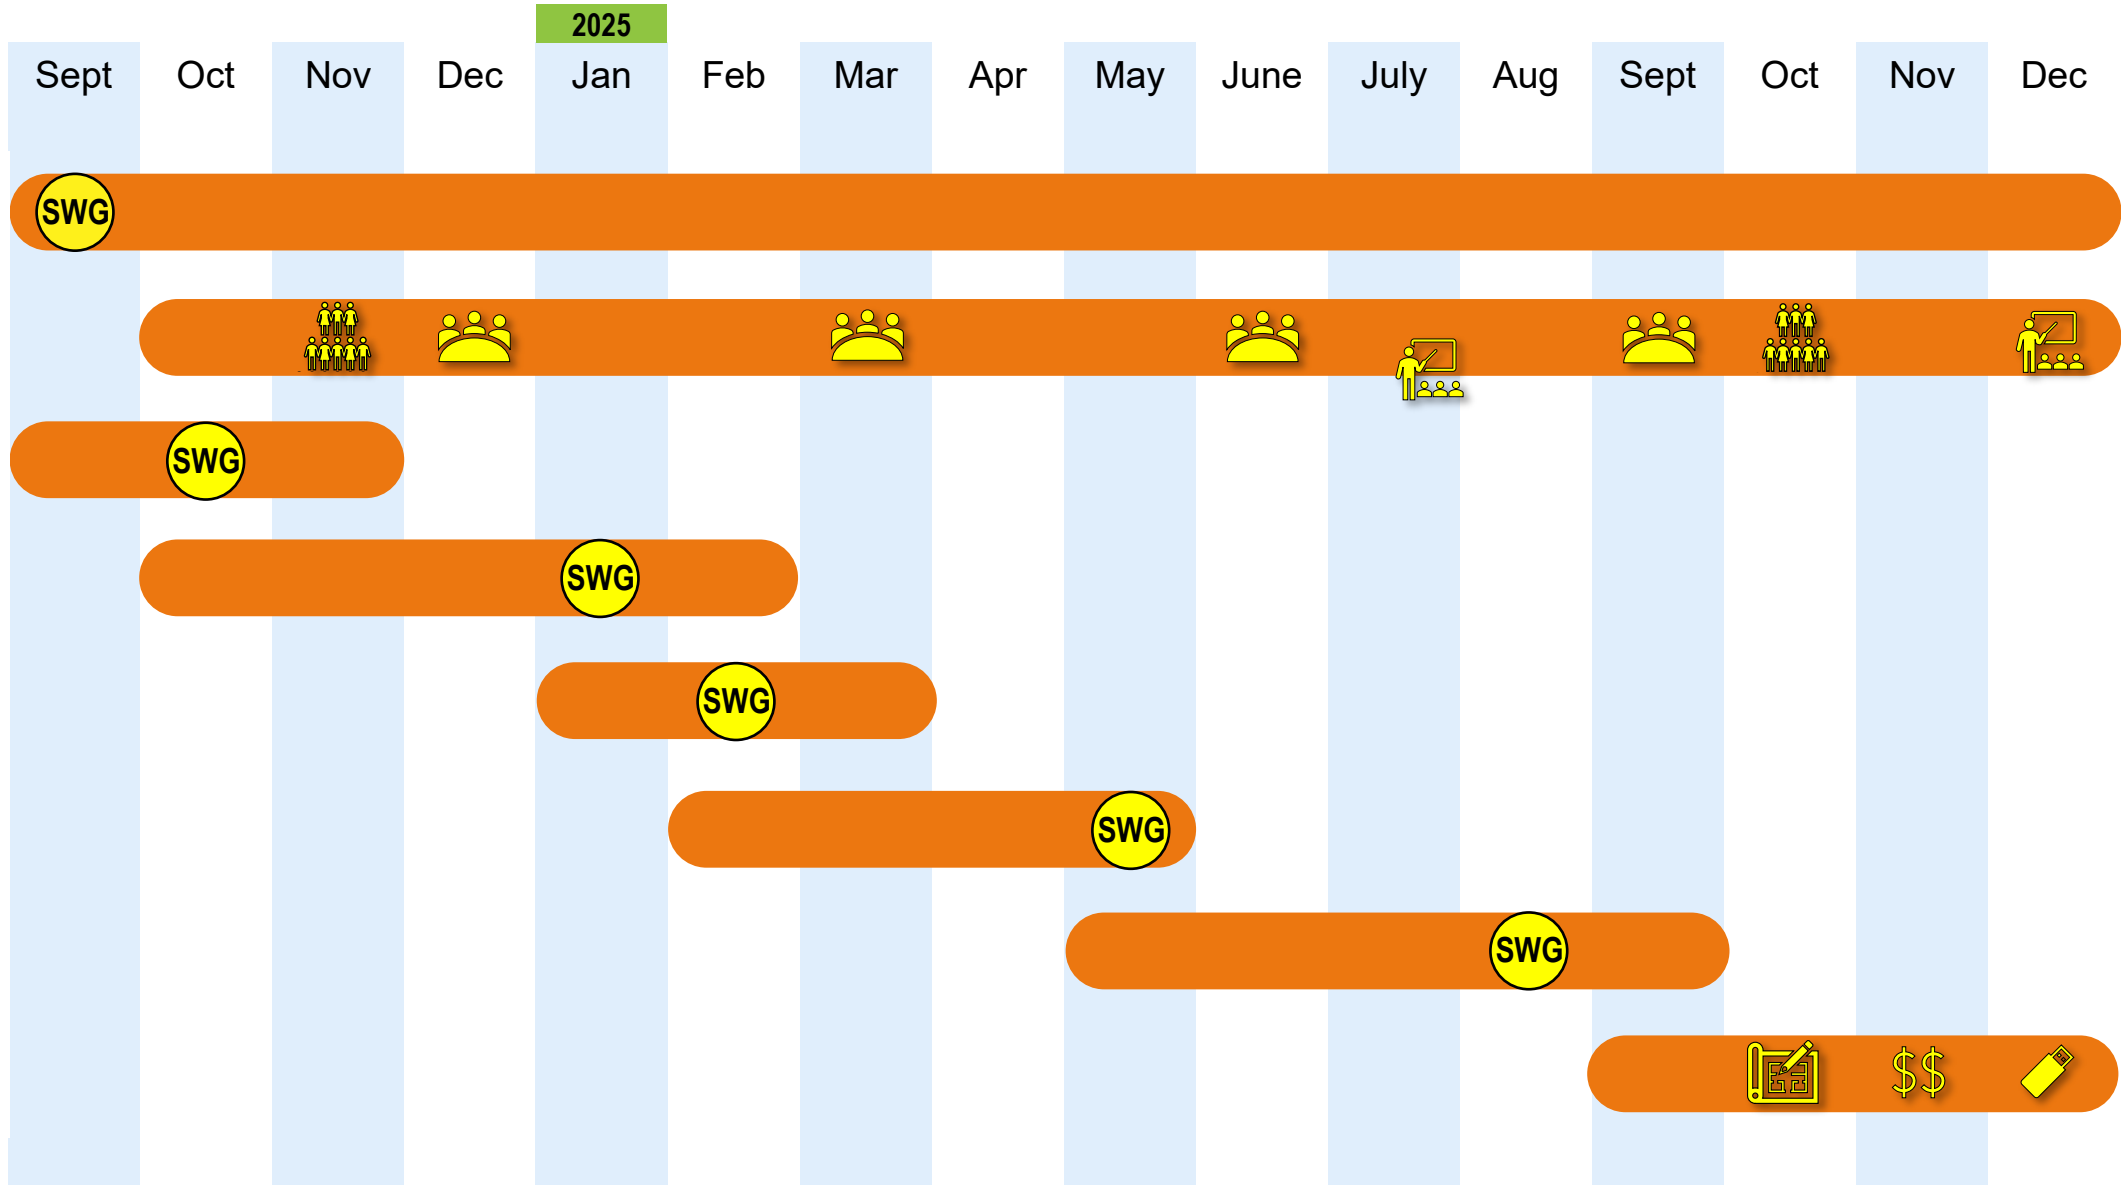 2025
Sept Oct Nov Dec Jan Feb Mar Apr May June July Aug Sept Oct Nov Dec
SWG
SWG
SWG
SWG
SWG
SWG
$$